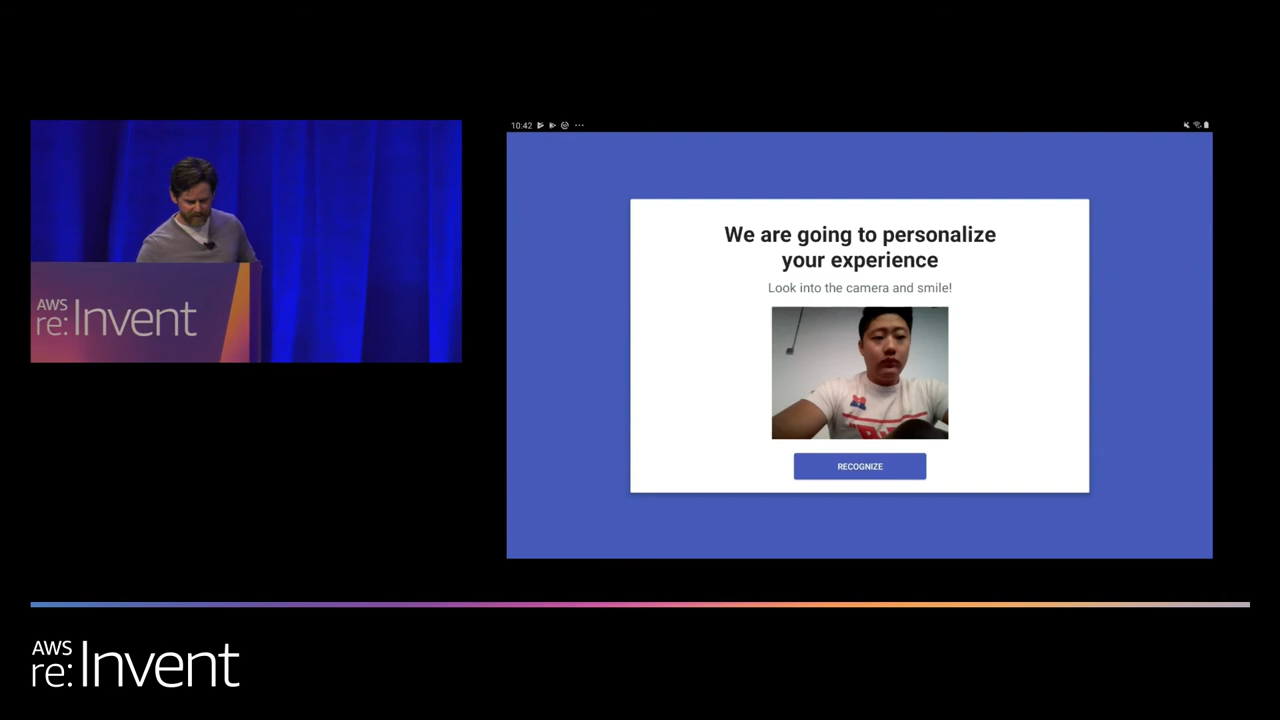 AWS
re:Invent
10:42
We are going to personalize
your experience
Look into the camera and smile!
RECOGNIZE
AWS
re:Invent